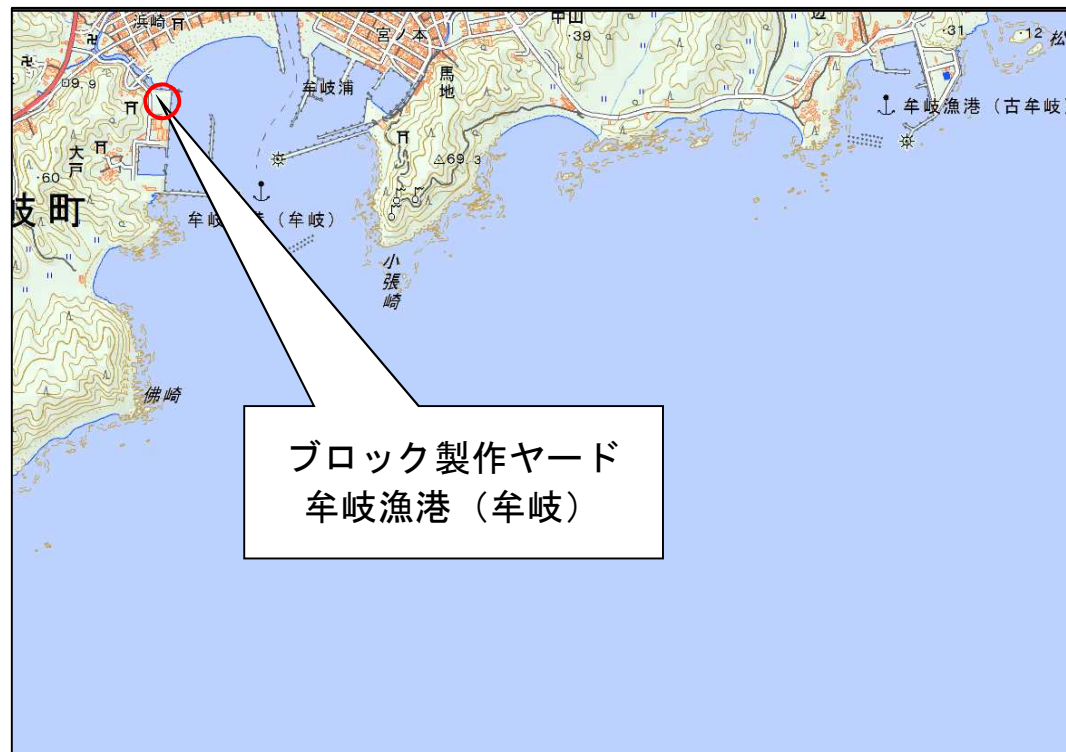 浜崎
宮ノ本
中山
・39
・31
・12
松
9.9
馬地
牟岐浦
牟岐漁港（古牟岐）
大戸
△69.3
・60
岐町
牟岐
（牟岐）
小張崎
佛崎
ブロック製作ヤード
牟岐漁港（牟岐）